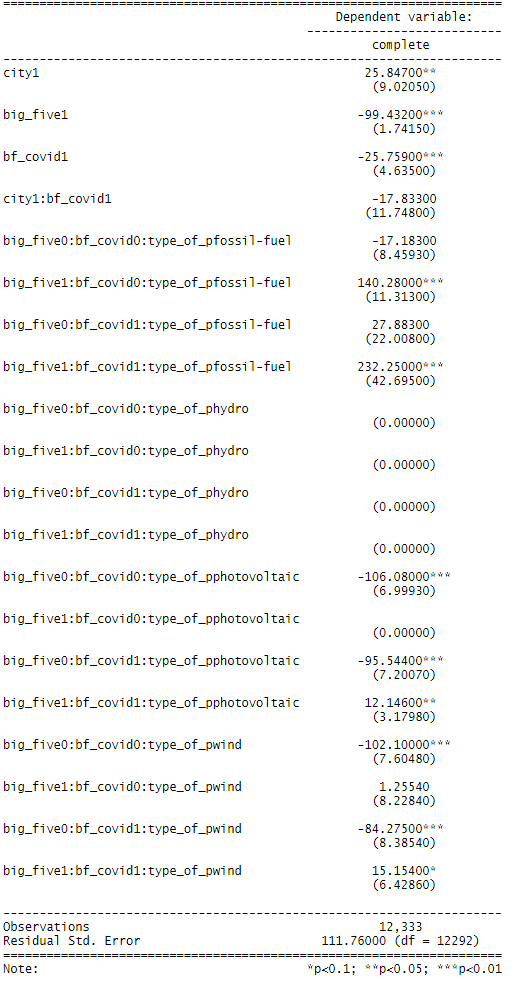 ===============================================================
Dependent variable:
---------------------------
complete
---------------------------------------------------------------
city1 25.84700**
(9.02050)
big_five1 -99.43200***
(1.74150)
bf_covid1 -25.75900***
(4.63500)
city1:bf_covid1 -17.83300
(11.74800)
big_five0:bf_covid0:type_of_pfossil-fuel -17.18300
(8.45930)
big_five1:bf_covid0:type_of_pfossil-fuel 140.28000***
(11.31300)
big_five0:bf_covid1:type_of_pfossil-fuel 27.88300
(22.00800)
big_five1:bf_covid1:type_of_pfossil-fuel 232.25000***
(42.69500)
big_five0:bf_covid0:type_of_phydro
(0.00000)
big_five1:bf_covid0:type_of_phydro
(0.00000)
big_five0:bf_covid1:type_of_phydro
(0.00000)
big_five1:bf_covid1:type_of_phydro
(0.00000)
big_five0:bf_covid0:type_of_pphotovoltaic -106.08000***
(6.99930)
big_five1:bf_covid0:type_of_pphotovoltaic
(0.00000)
big_five0:bf_covid1:type_of_pphotovoltaic -95.54400***
(7.20070)
big_five1:bf_covid1:type_of_pphotovoltaic 12.14600**
(3.17980)
big_five0:bf_covid0:type_of_pwind -102.10000***
(7.60480)
big_five1:bf_covid0:type_of_pwind 1.25540
(8.22840)
big_five0:bf_covid1:type_of_pwind -84.27500***
(8.38540)
big_five1:bf_covid1:type_of_pwind 15.15400*
(6.42860)
---------------------------------------------------------------
Observations 12,333
Residual Std. Error 111.76000 (df = 12292)
===============================================================
Note: *p<0.1; **p<0.05; ***p<0.01